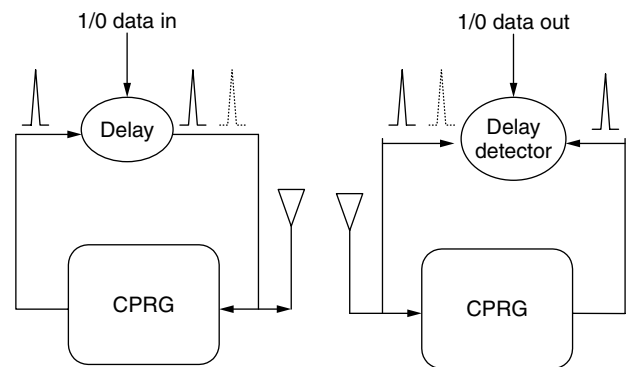 1/0 data in
1/0 data out
Delay
Delay
detector
CPRG
CPRG